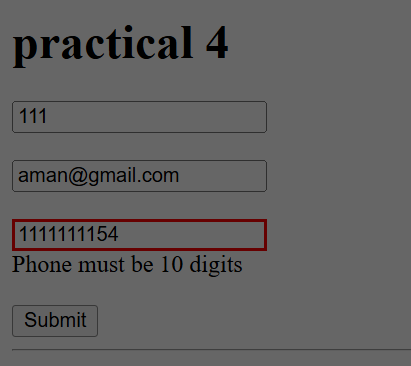 practical 4
111
aman@gmail.com
1111111154
Phone must be 10 digits
Submit